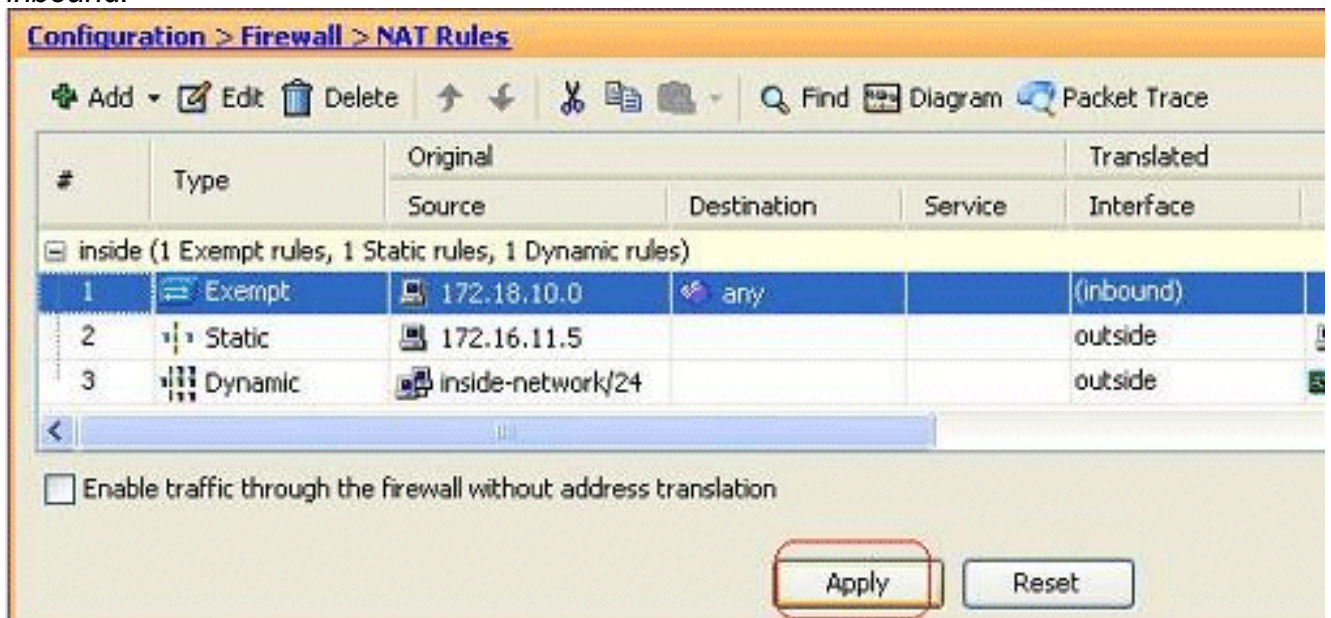 inbound.
Configuration > Firewall > NAT Rules
Add Edit Delete Find Diagram Packet Trace
# Type Original Translated
Source Destination Service Interface
inside (1 Exempt rules, 1 Static rules, 1 Dynamic rules)
1 Exempt 172.18.10.0 any (inbound)
2 Static 172.16.11.5 outside
3 Dynamic inside-network/24 outside
Enable traffic through the firewall without address translation
Apply Reset